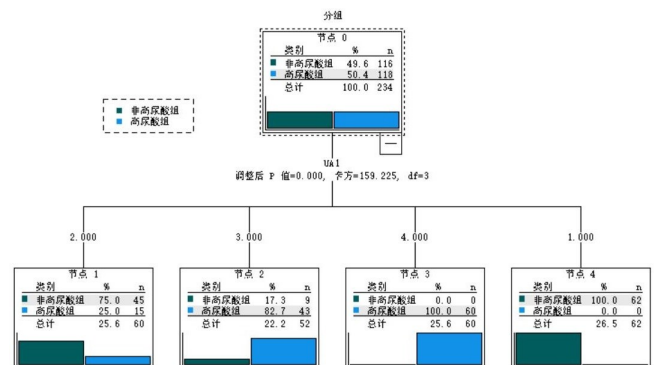 分组
节点 0
类别 % n
非高尿酸组 49.6 116
高尿酸组 50.4 118
总计 100.0 234
非高尿酸组
高尿酸组
UA1
调整后 P 值=0.000, 卡方=159.225, df=3
2.000
3.000
4.000
1.000
节点 1
类别 % n
非高尿酸组 75.0 45
高尿酸组 25.0 15
总计 25.6 60
节点 2
类别 % n
非高尿酸组 17.3 9
高尿酸组 82.7 43
总计 22.2 52
节点 3
类别 % n
非高尿酸组 0.0 0
高尿酸组 100.0 60
总计 25.6 60
节点 4
类别 % n
非高尿酸组 100.0 62
高尿酸组 0.0 0
总计 26.5 62